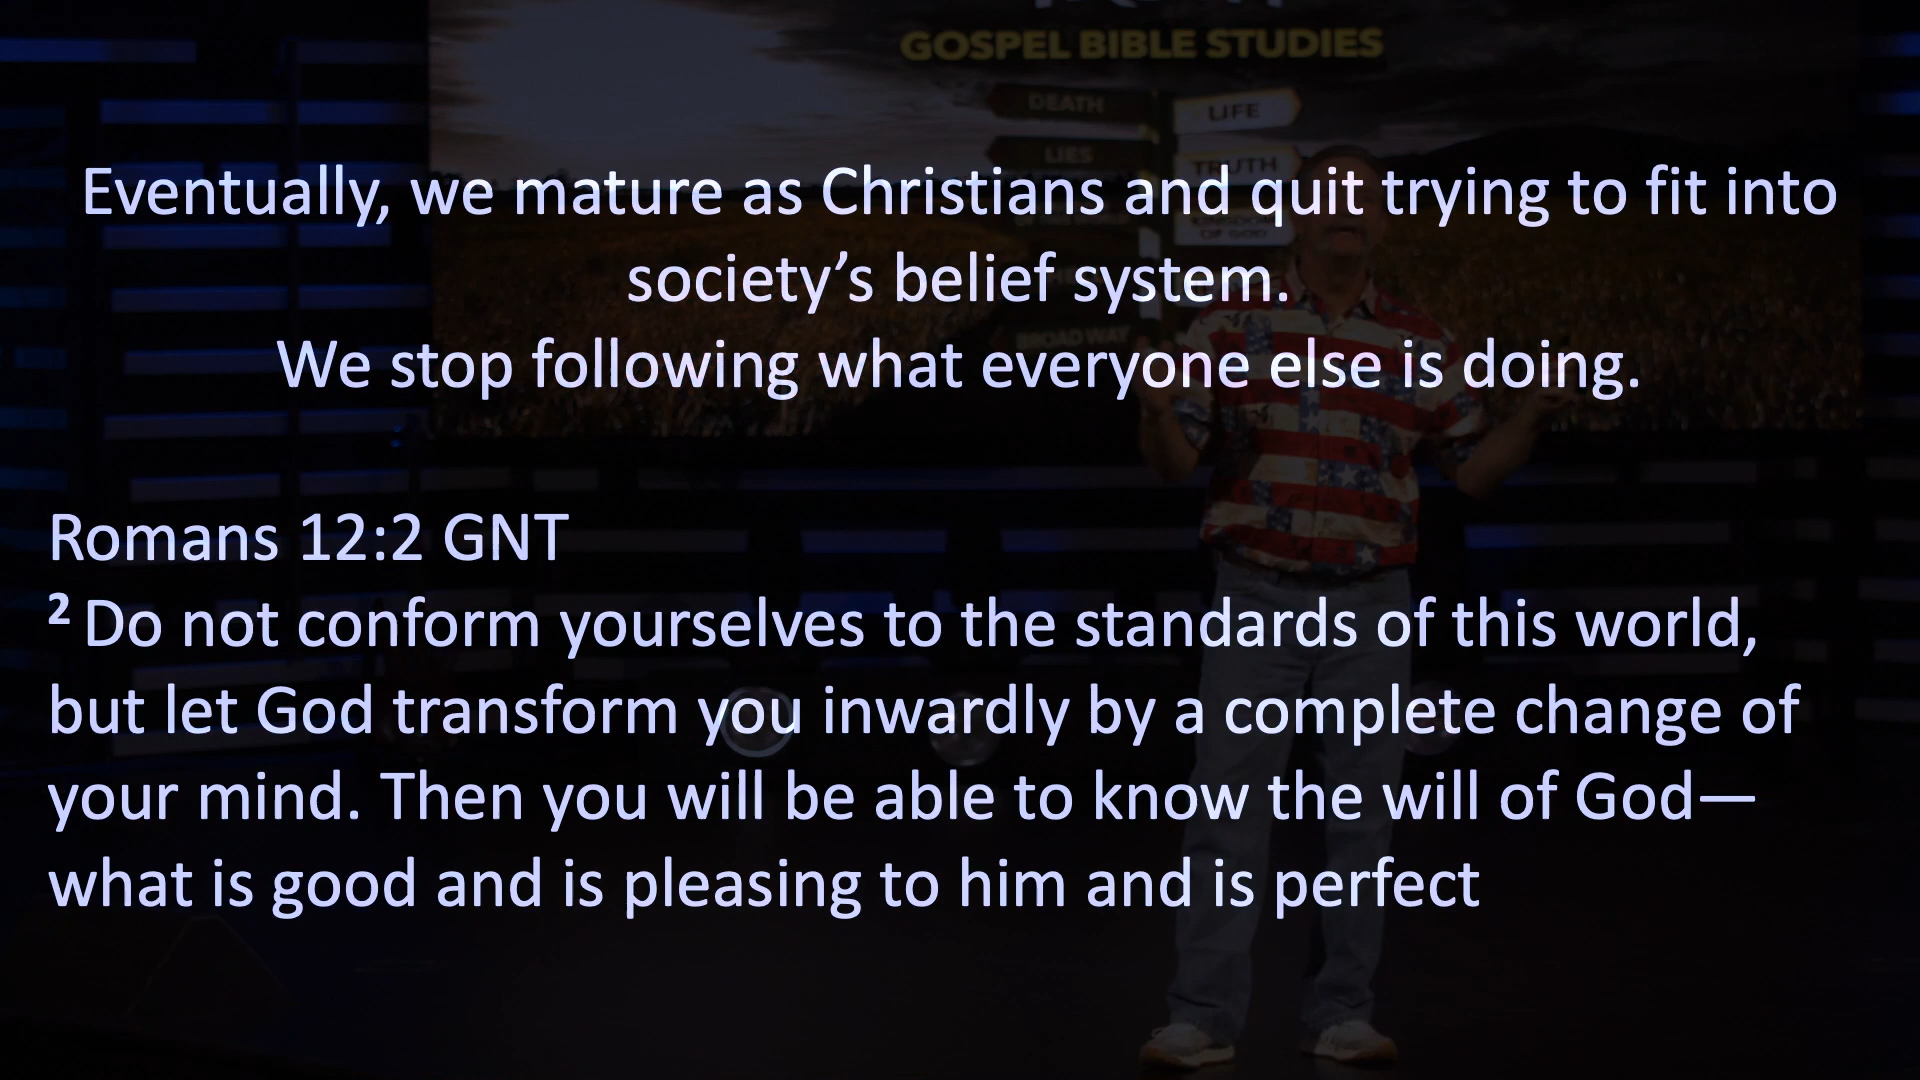 GOSPEL BIBLE STUDIES
DEATH
LIFE
LIES
TRUTH
Eventually, we mature as Christians and quit trying to fit into
OF GOD
society’s belief system.
BROAD WAY
We stop following what everyone else is doing.
Romans 12:2 GNT
² Do not conform yourselves to the standards of this world,
but let God transform you inwardly by a complete change of
your mind. Then you will be able to know the will of God—
what is good and is pleasing to him and is perfect